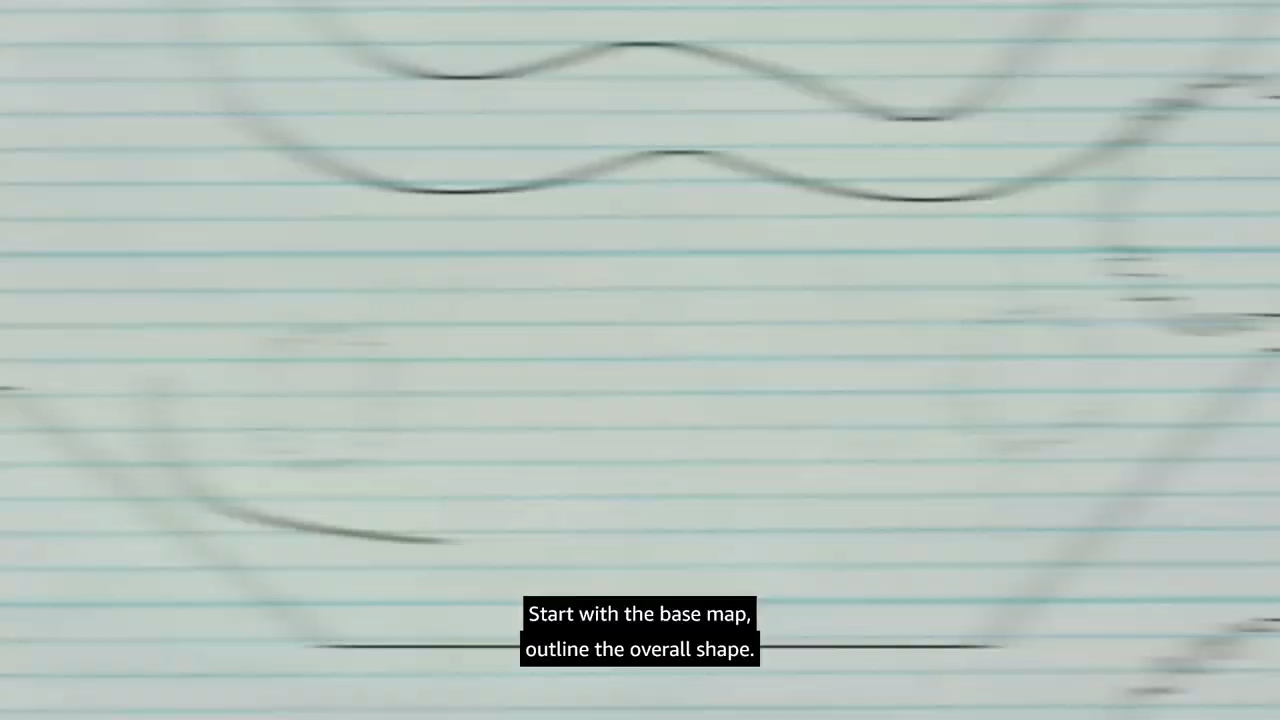 Start with the base map,
outline the overall shape.